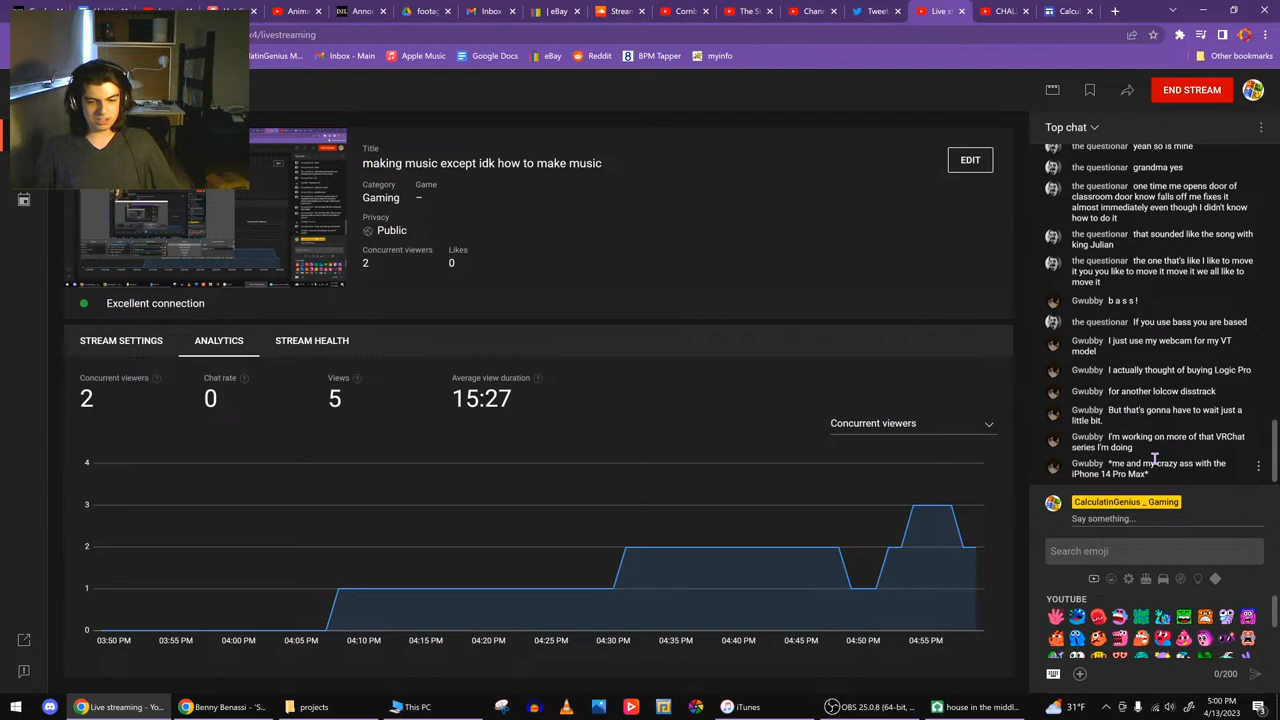 Anima
footag
Inbox
eBay
Stream
Comb
The S
Chan
Tweet
Live st
CHAL
Calcul
k4/livestreaming
latinGenius M...
Inbox - Main
Apple Music
Google Docs
eBay
Reddit
BPM Tapper
myinfo
Other bookmarks
END STREAM
Title
making music except idk how to make music
EDIT
Category
Game
Gaming
–
Privacy
Public
Concurrent viewers
Likes
2
0
Excellent connection
STREAM SETTINGS
ANALYTICS
STREAM HEALTH
Concurrent viewers
Chat rate
Views
Average view duration
2
0
5
15:27
Concurrent viewers
4
3
2
1
0
03:50 PM
03:55 PM
04:00 PM
04:05 PM
04:10 PM
04:15 PM
04:20 PM
04:25 PM
04:30 PM
04:35 PM
04:40 PM
04:45 PM
04:50 PM
04:55 PM
Top chat
the questionar yeah so is mine
the questionar grandma yes
the questionar one time me opens door of
classroom door know falls off me fixes it
almost immediately even though I didn't know
how to do it
the questionar that sounded like the song with
king Julian
the questionar the one that's like I like to move
it you you like to move it move it we all like to
move it
Gwubby b a s s !
the questionar If you use bass you are based
Gwubby I just use my webcam for my VT
model
Gwubby I actually thought of buying Logic Pro
Gwubby for another lolcow disstrack
Gwubby But that's gonna have to wait just a
little bit.
Gwubby I'm working on more of that VRChat
series I'm doing
Gwubby *me and my crazy ass with the
iPhone 14 Pro Max*
CalculatinGenius _ Gaming
Say something...
Search emoji
YOUTUBE
0/200
Live streaming - Yo...
Benny Benassi - "S...
projects
This PC
iTunes
OBS 25.0.8 (64-bit, ...
house in the middl...
31°F
5:00 PM
4/13/2023